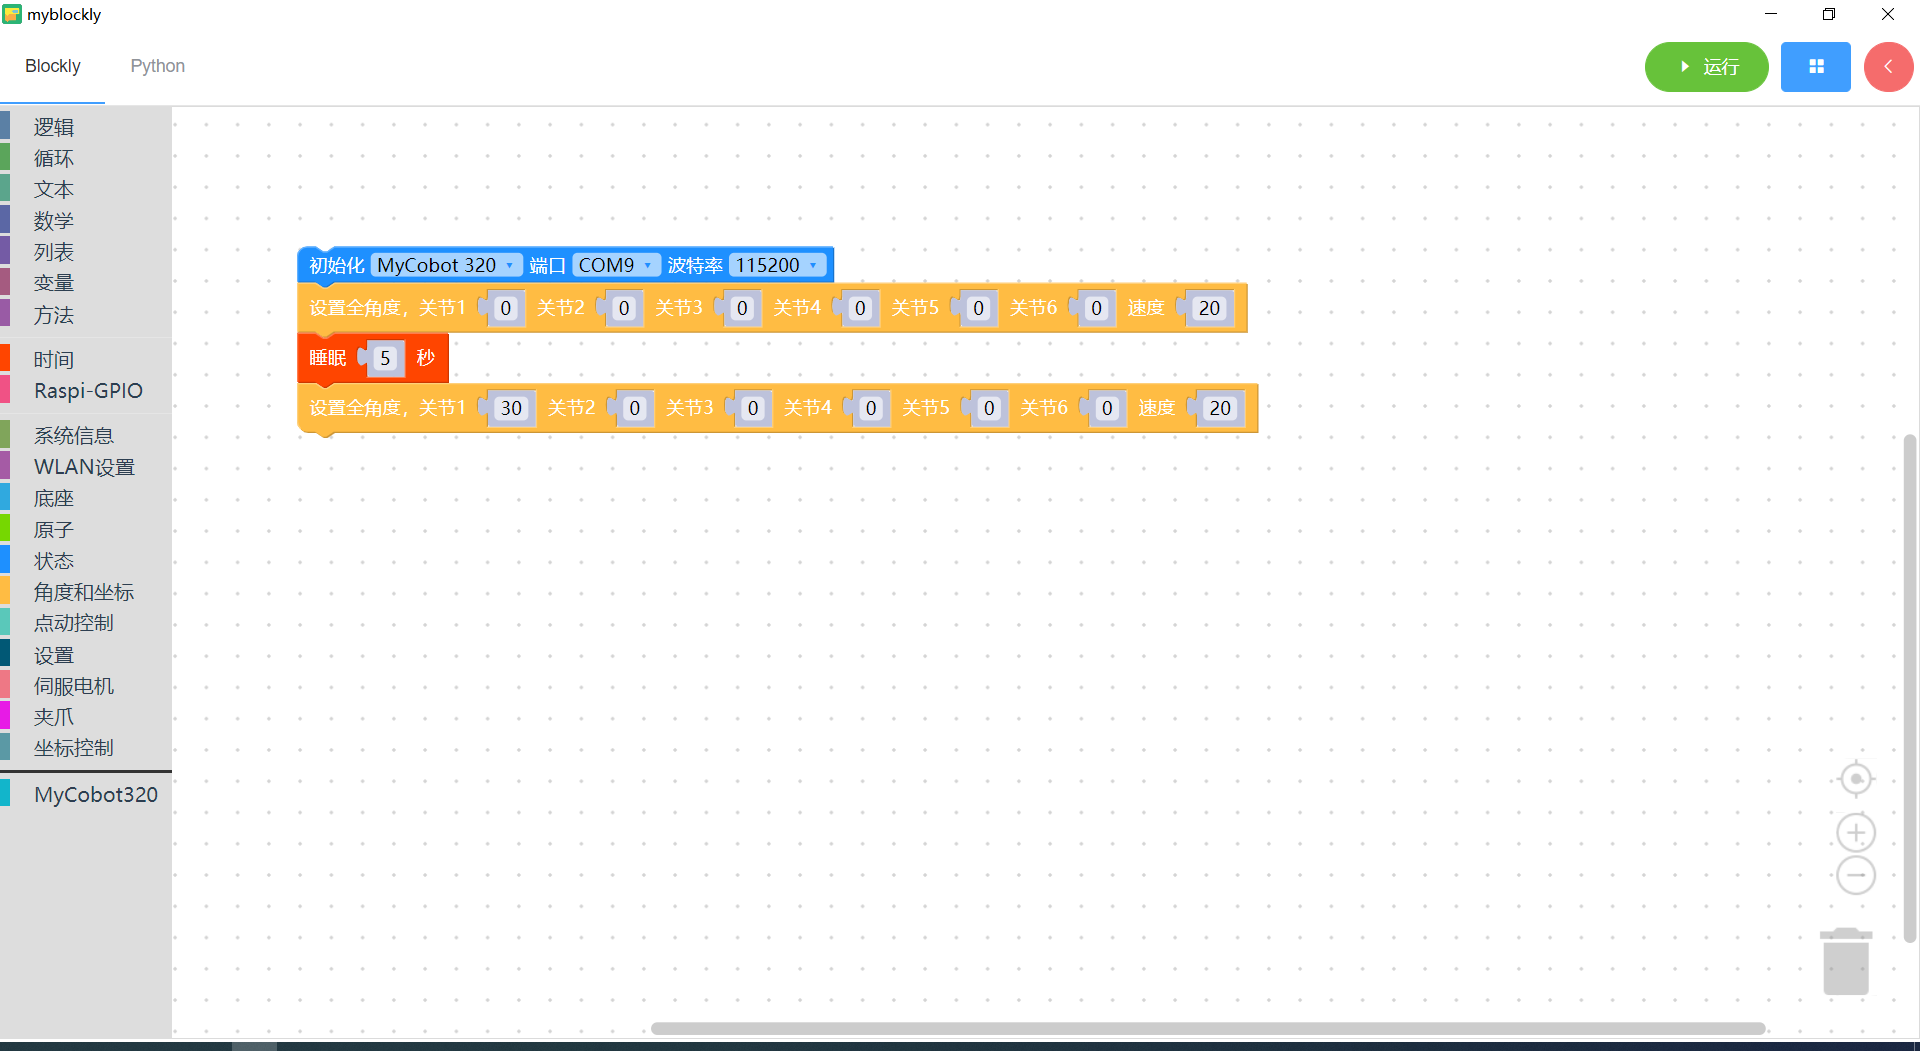 myblockly
Blockly Python 运行
逻辑
循环
文本
数学
列表
变量
方法
时间
Raspi-GPIO
系统信息
WLAN设置
底座
原子
状态
角度和坐标
点动控制
设置
伺服电机
夹爪
坐标控制
MyCobot320
初始化 MyCobot 320 端口 COM9 波特率 115200
设置全角度，关节1 0 关节2 0 关节3 0 关节4 0 关节5 0 关节6 0 速度 20
睡眠 5 秒
设置全角度，关节1 30 关节2 0 关节3 0 关节4 0 关节5 0 关节6 0 速度 20